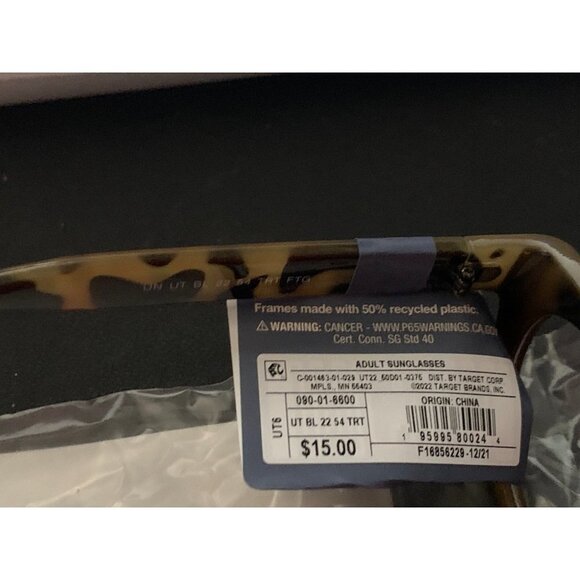 UN UT BL 22 54 TRT FTG
Frames made with 50% recycled plastic.
⚠WARNING: CANCER - WWW.P65WARNINGS.CA.GOV
Cert. Conn. SG Std 40
ADULT SUNGLASSES
C-001463-01-029 UT22_60D01-0376 DIST. BY TARGET CORP
MPLS., MN 55403 ©2022 TARGET BRANDS, INC.
090-01-6600
ORIGIN: CHINA
UT6
UT BL 22 54 TRT
$15.00
1 95995 80024 4
F16856229-12/21